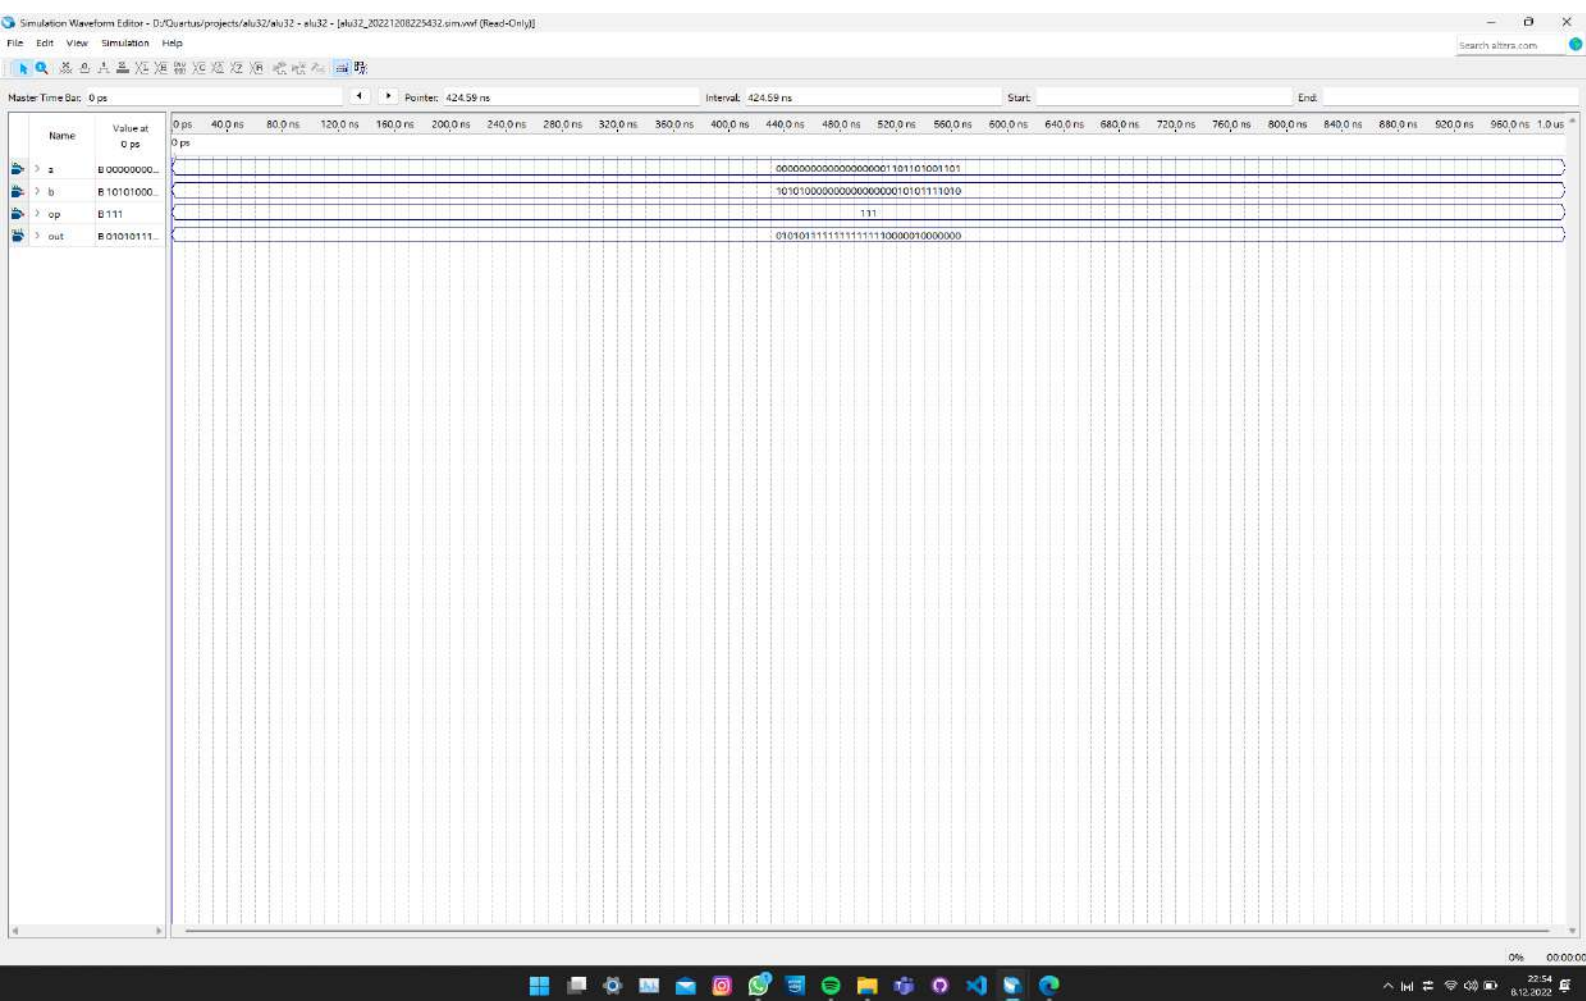 Simulation Waveform Editor - D:/Quartus/projects/alu32/alu32 - alu32 - [alu32_20221208225432.sim.vwf (Read-Only)]
File Edit View Simulation Help
Search altera.com
Master Time Bar: 0 ps Pointer: 424.59 ns Interval: 424.59 ns Start: End:
Name Value at 0 ps
0 ps 40.0 ns 80.0 ns 120.0 ns 160.0 ns 200.0 ns 240.0 ns 280.0 ns 320.0 ns 360.0 ns 400.0 ns 440.0 ns 480.0 ns 520.0 ns 560.0 ns 600.0 ns 640.0 ns 680.0 ns 720.0 ns 760.0 ns 800.0 ns 840.0 ns 880.0 ns 920.0 ns 960.0 ns 1.0 us
0 ps
a B 00000000... 00000000000000000001101101001101
b B 10101000... 10101000000000000000010101111010
op B 111 111
out B 01010111... 01010111111111111110000010000000
0% 00:00:00
22:54
8.12.2022